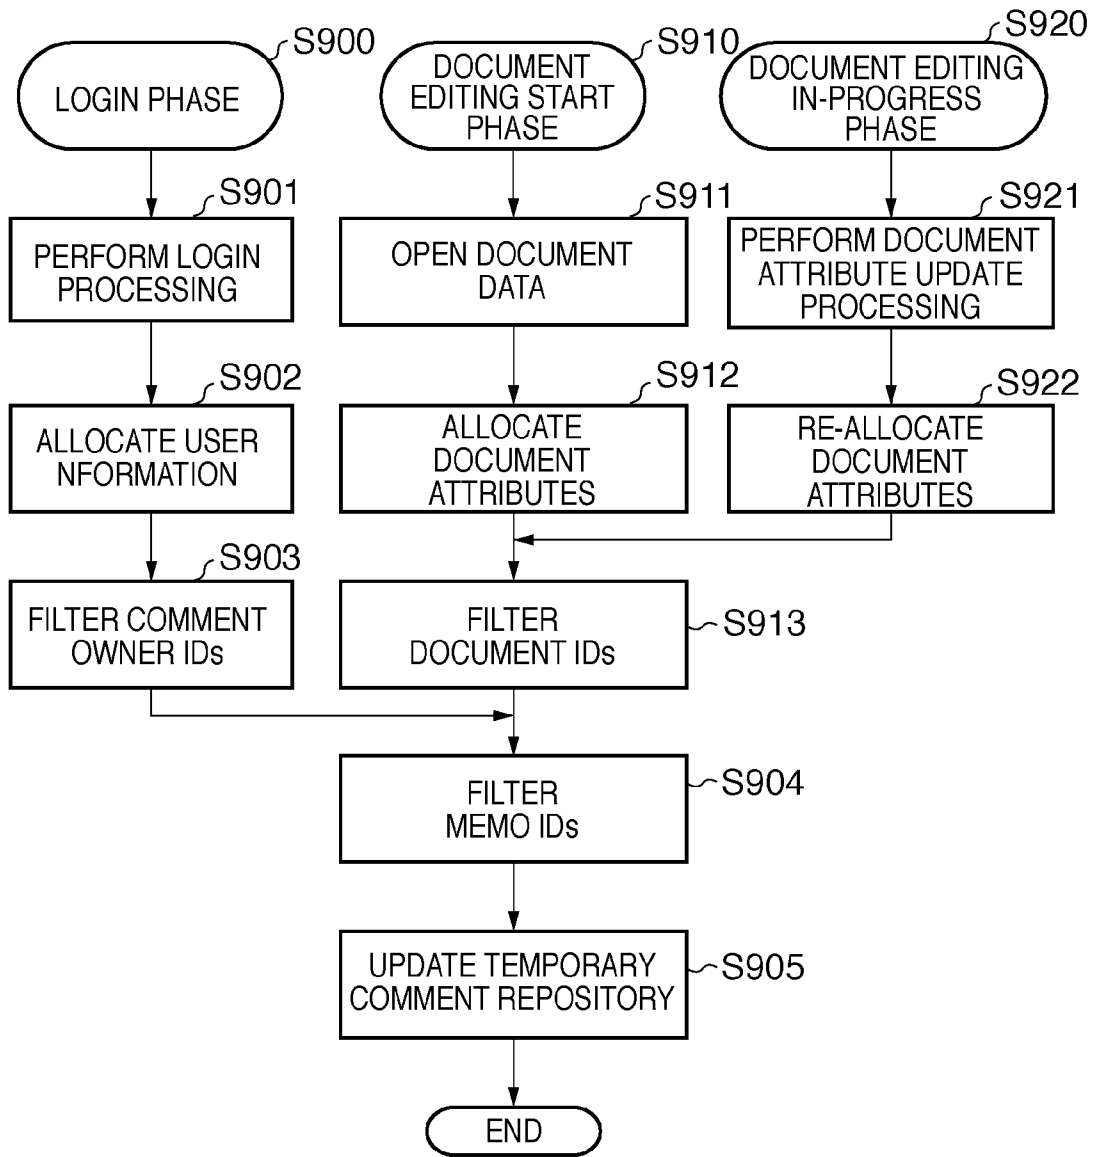 S900
LOGIN PHASE
S901
PERFORM LOGIN
PROCESSING
S902
ALLOCATE USER
NFORMATION
S903
FILTER COMMENT
OWNER IDs
S910
DOCUMENT
EDITING START
PHASE
S911
OPEN DOCUMENT
DATA
S912
ALLOCATE
DOCUMENT
ATTRIBUTES
S920
DOCUMENT EDITING
IN-PROGRESS
PHASE
S921
PERFORM DOCUMENT
ATTRIBUTE UPDATE
PROCESSING
S922
RE-ALLOCATE
DOCUMENT
ATTRIBUTES
FILTER
DOCUMENT IDs
S913
FILTER
MEMO IDs
S904
UPDATE TEMPORARY
COMMENT REPOSITORY
S905
END